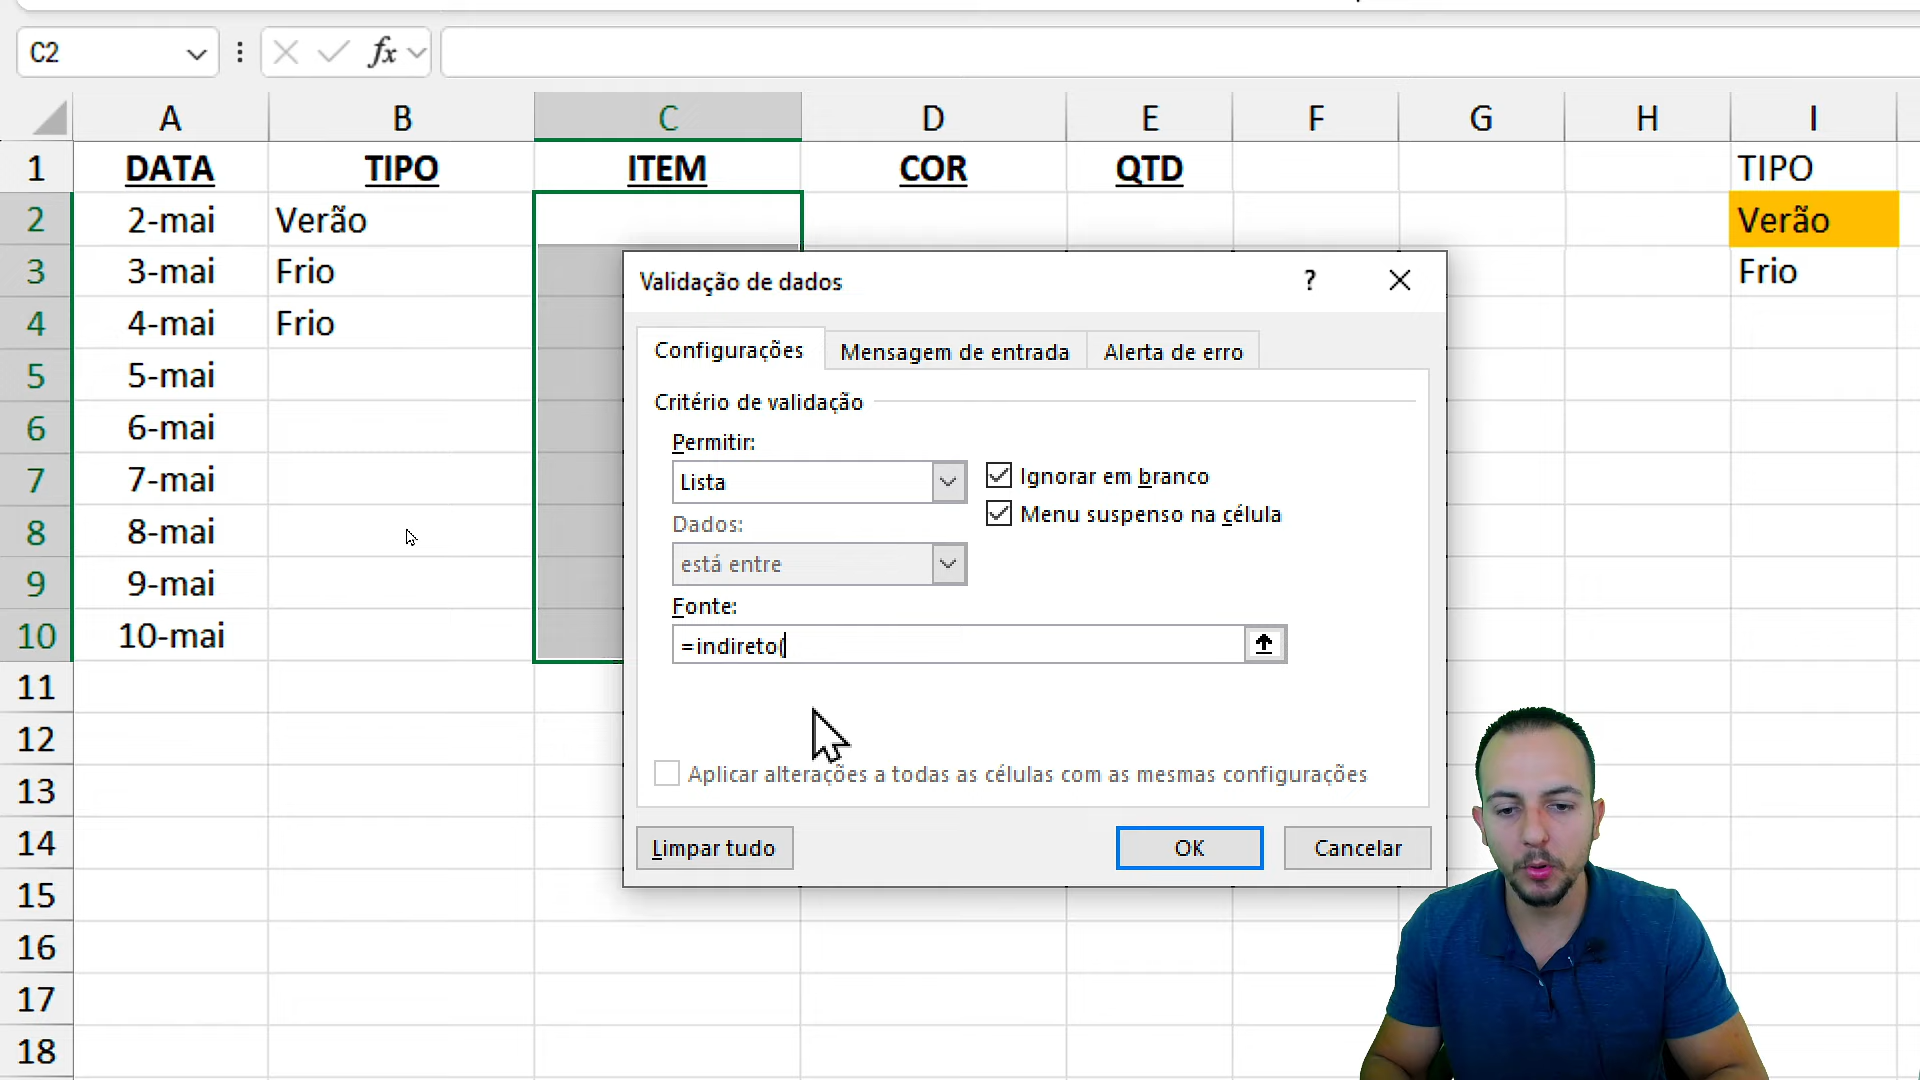 C2
fx
A B C D E F G H I
1 DATA TIPO ITEM COR QTD TIPO
2 2-mai Verão Verão
3 3-mai Frio Frio
4 4-mai Frio
5 5-mai
6 6-mai
7 7-mai
8 8-mai
9 9-mai
10 10-mai
11
12
13
14
15
16
17
18
Validação de dados ?
Configurações Mensagem de entrada Alerta de erro
Critério de validação
Permitir:
Lista Ignorar em branco
Menu suspenso na célula
Dados:
está entre
Fonte:
=indireto(
Aplicar alterações a todas as células com as mesmas configurações
Limpar tudo OK Cancelar